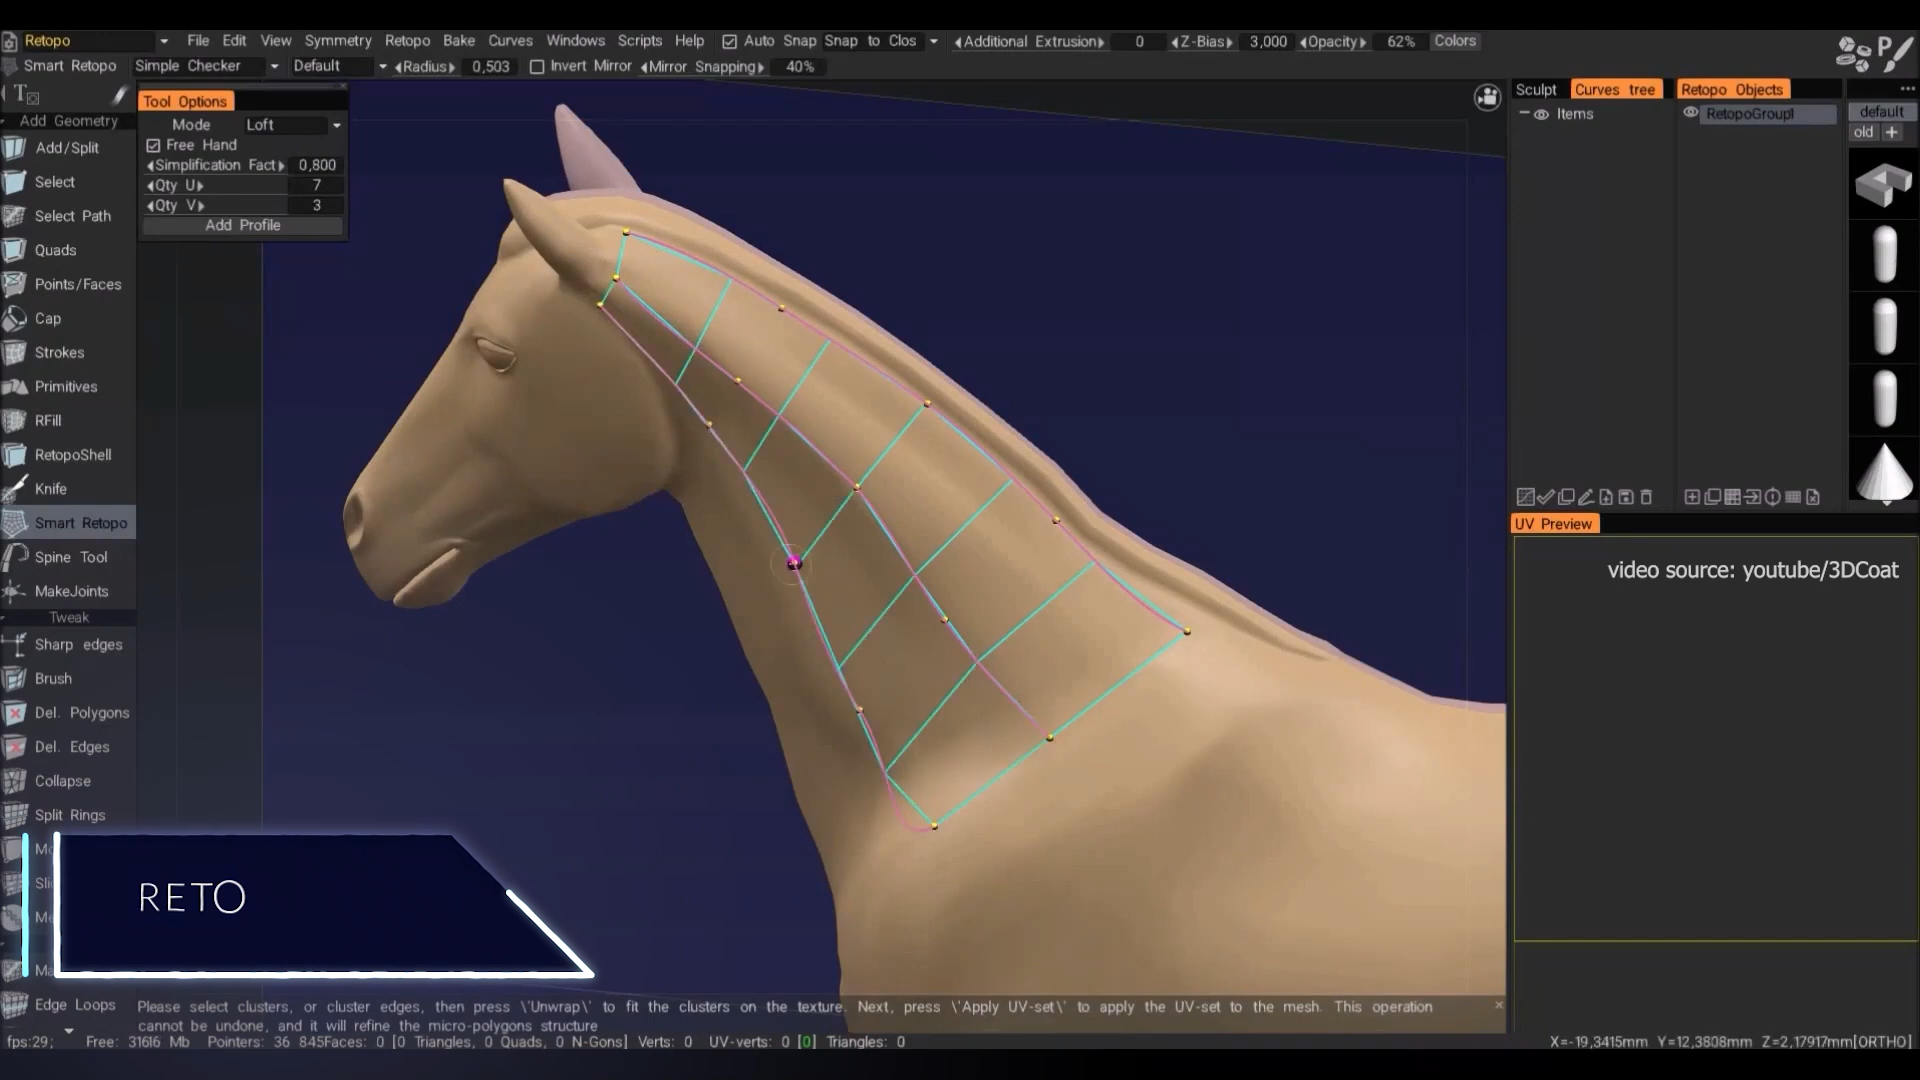 Retopo File Edit View Symmetry Retopo Bake Curves Windows Scripts Help Auto Snap Snap to Clos Additional Extrusion 0 Z-Bias 3,000 Opacity 62% Colors
Smart Retopo Simple Checker Default Radius 0,503 Invert Mirror Mirror Snapping 40%
Tool Options
Mode Loft
Free Hand
Simplification Fact 0,800
Qty U 7
Qty V 3
Add Profile
Add Geometry
Add/Split
Select
Select Path
Quads
Points/Faces
Cap
Strokes
Primitives
RFill
RetopoShell
Knife
Smart Retopo
Spine Tool
MakeJoints
Tweak
Sharp edges
Brush
Del. Polygons
Del. Edges
Collapse
Split Rings
Edge Loops
Sculpt Curves tree Retopo Objects
Items RetopoGroup1
default
old +
UV Preview
video source: youtube/3DCoat
RETO
Please select clusters, or cluster edges, then press \'Unwrap\' to fit the clusters on the texture. Next, press \'Apply UV-set\' to apply the UV-set to the mesh. This operation
cannot be undone, and it will refine the micro-polygons structure
fps:29; Free: 31616 Mb Pointers: 36 845Faces: 0 [0 Triangles, 0 Quads, 0 N-Gons] Verts: 0 UV-verts: 0 [0] Triangles: 0 X=-19,3415mm Y=12,3808mm Z=2,17917mm[ORTHO]